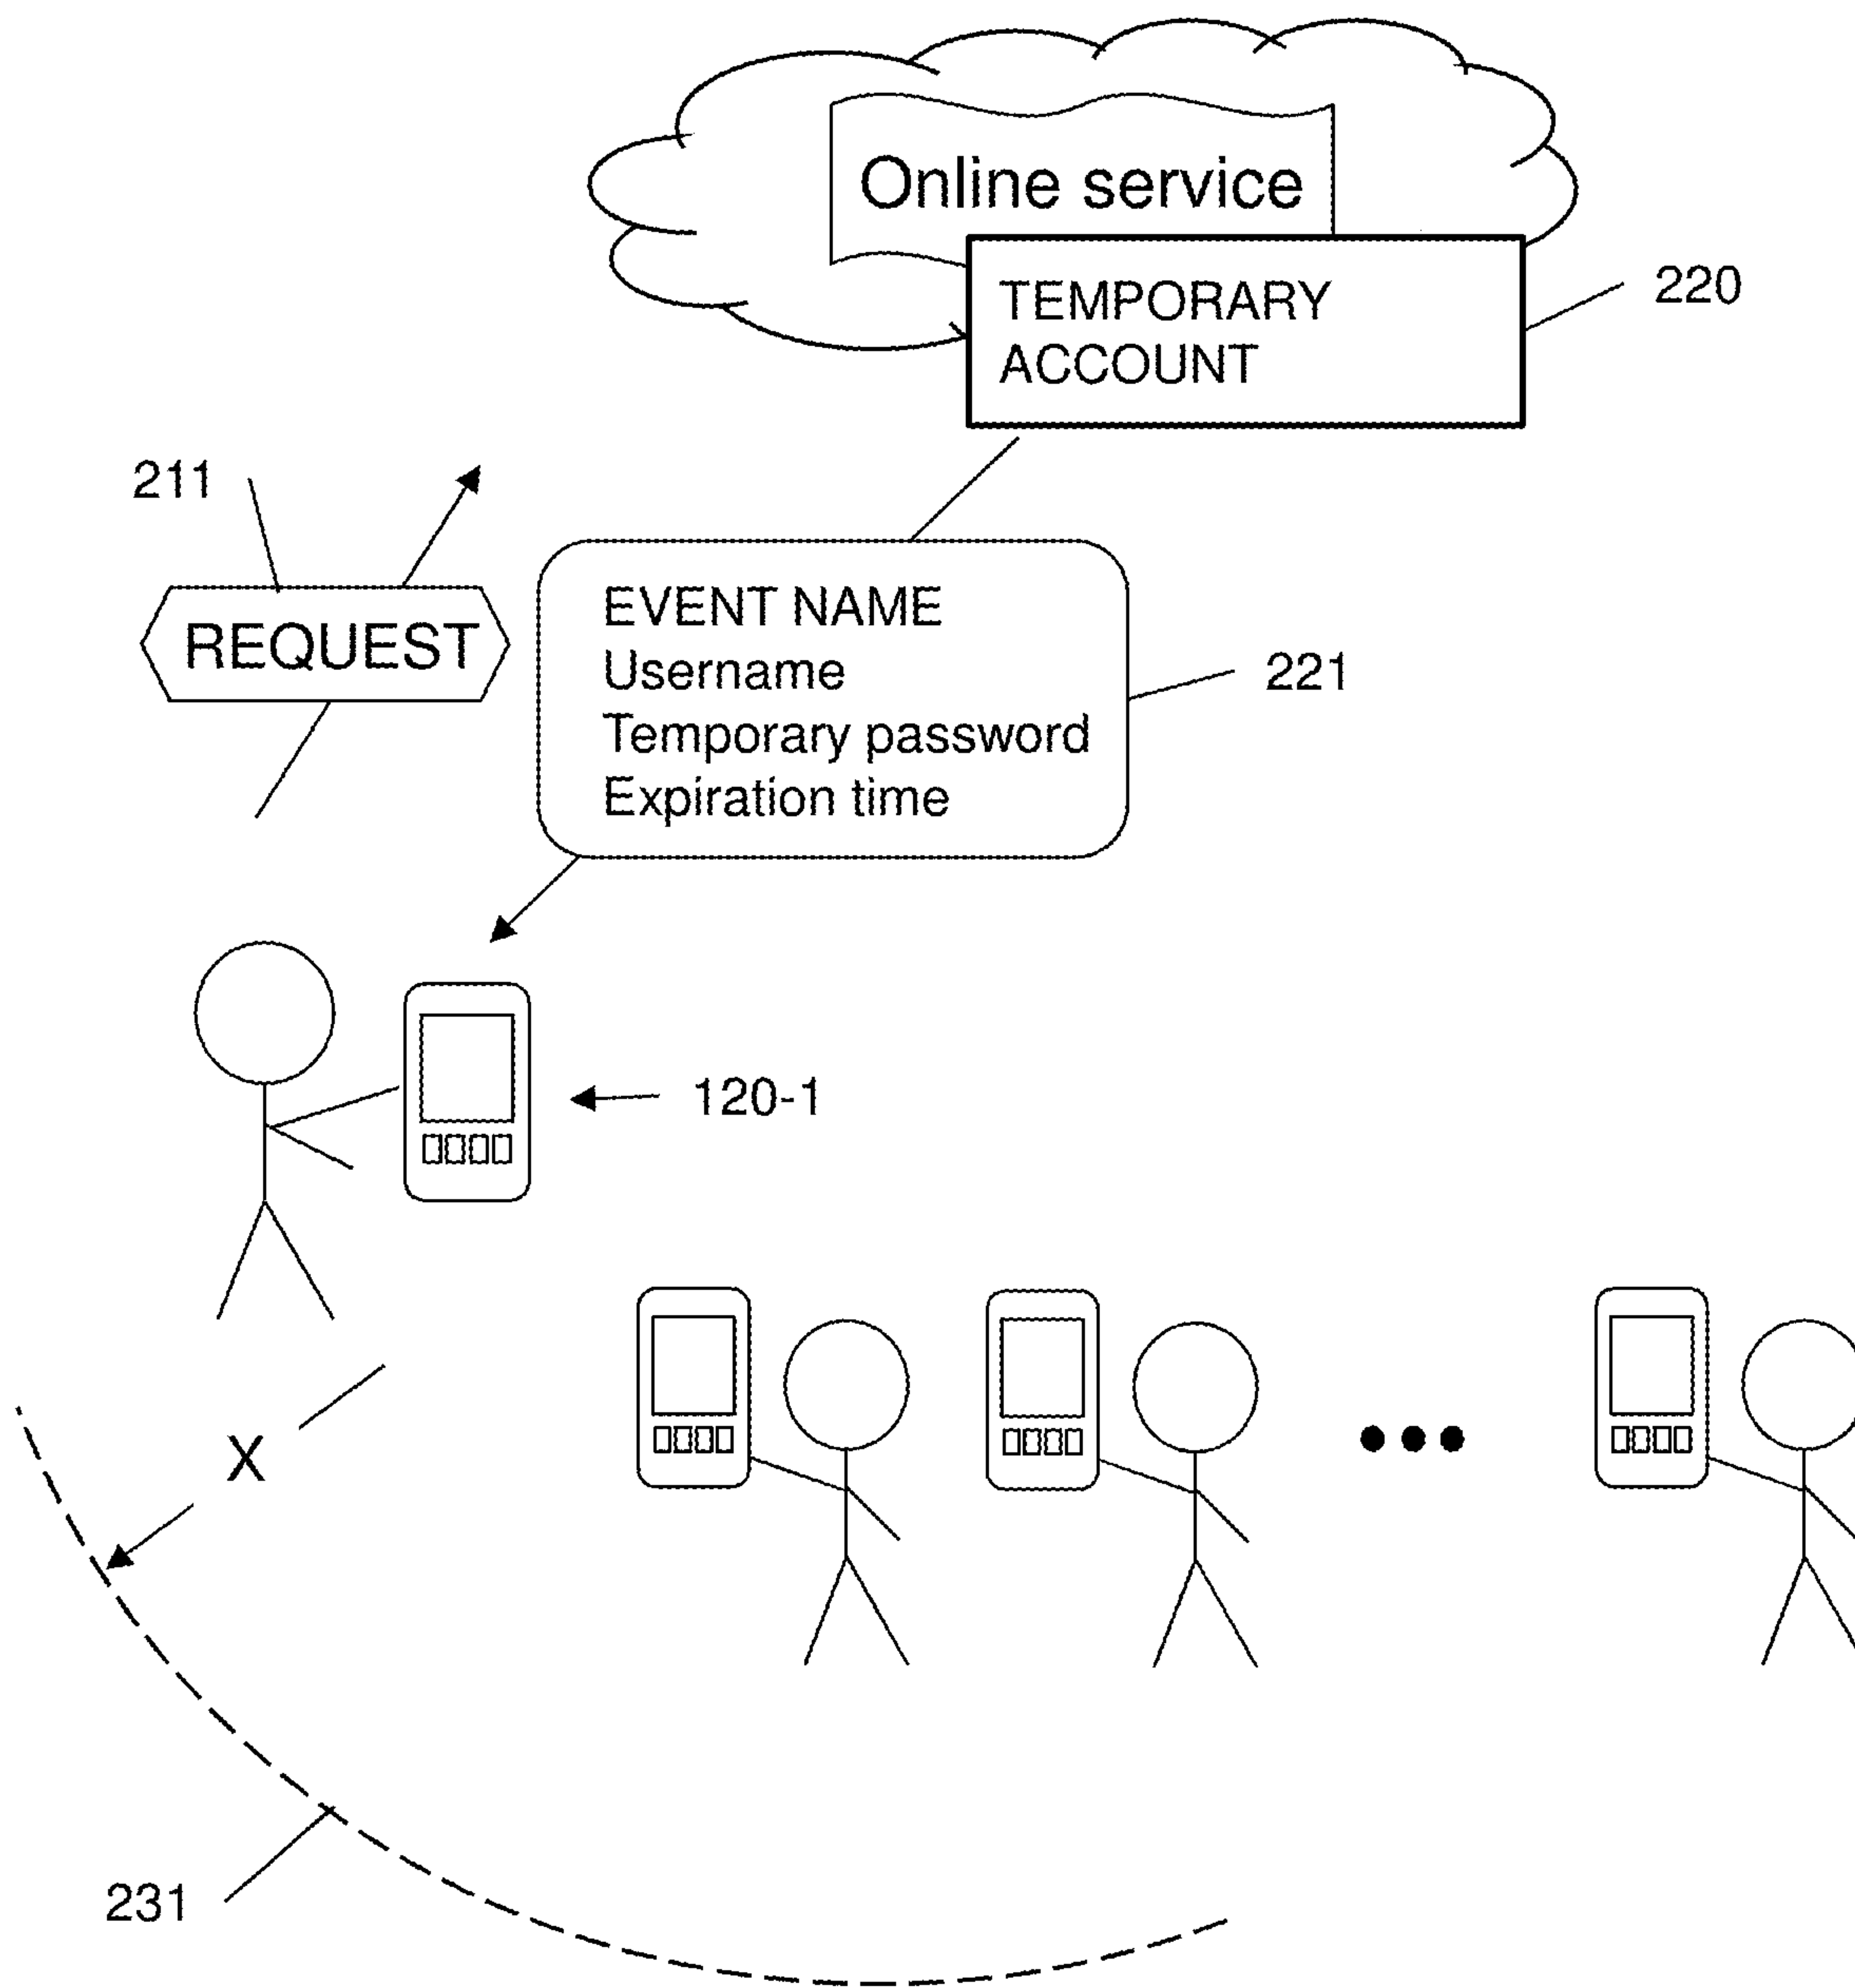 Online service
TEMPORARY
ACCOUNT
220
211
REQUEST
EVENT NAME
Username
Temporary password
Expiration time
221
120-1
X
231